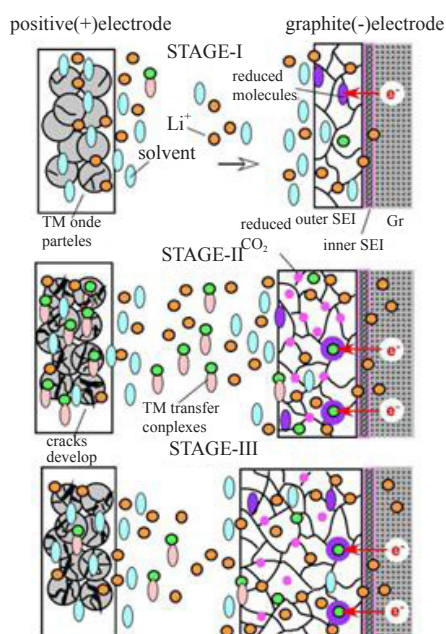 positive(+)electrode
graphite(-)electrode
STAGE-I
reduced
molecules
e-
Li+
solvent
TM onde
parteles
reduced
CO2
outer SEI
inner SEI
Gr
STAGE-II
e-
e-
TM transfer
conplexes
cracks
develop
STAGE-III
e-
e-